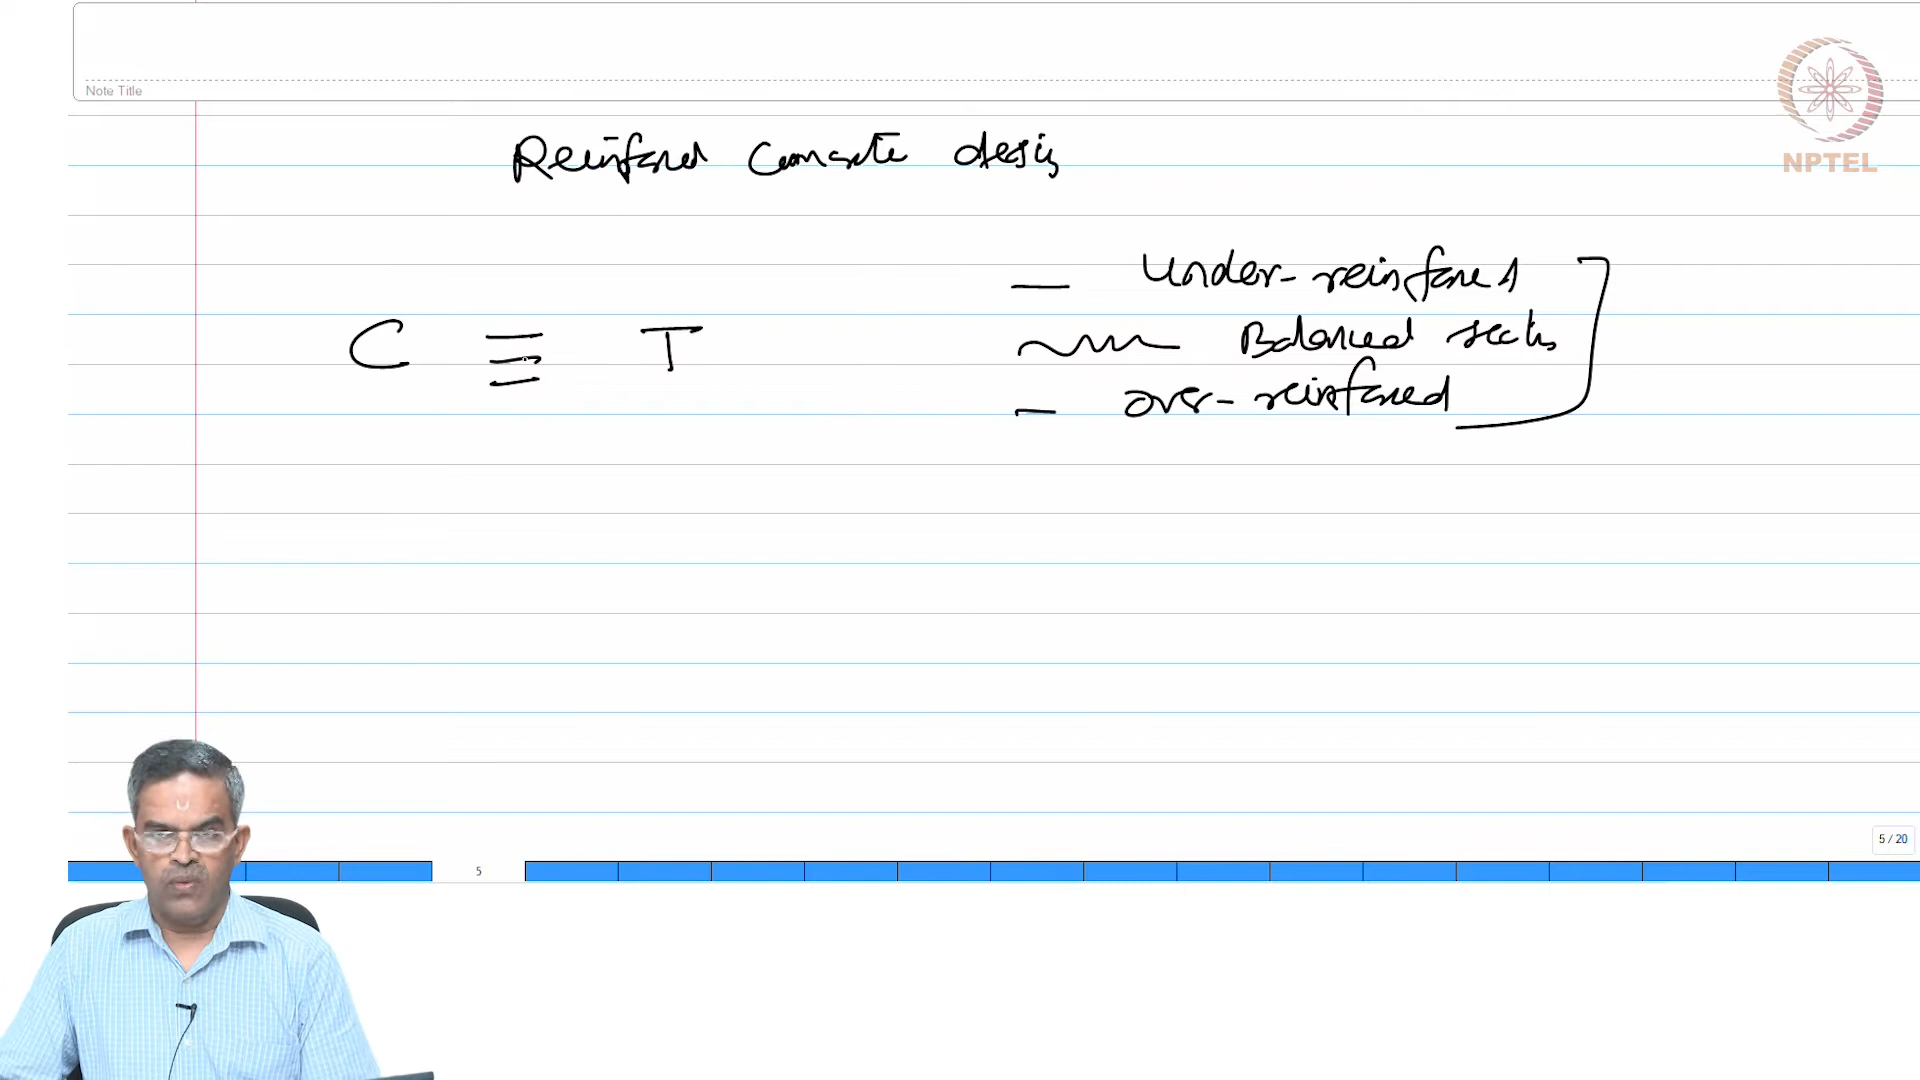 Note Title
NPTEL
Reinforced Concrete design
— Under-reinforced
C ≡ T
Balanced section
— over-reinforced
5 / 20
5